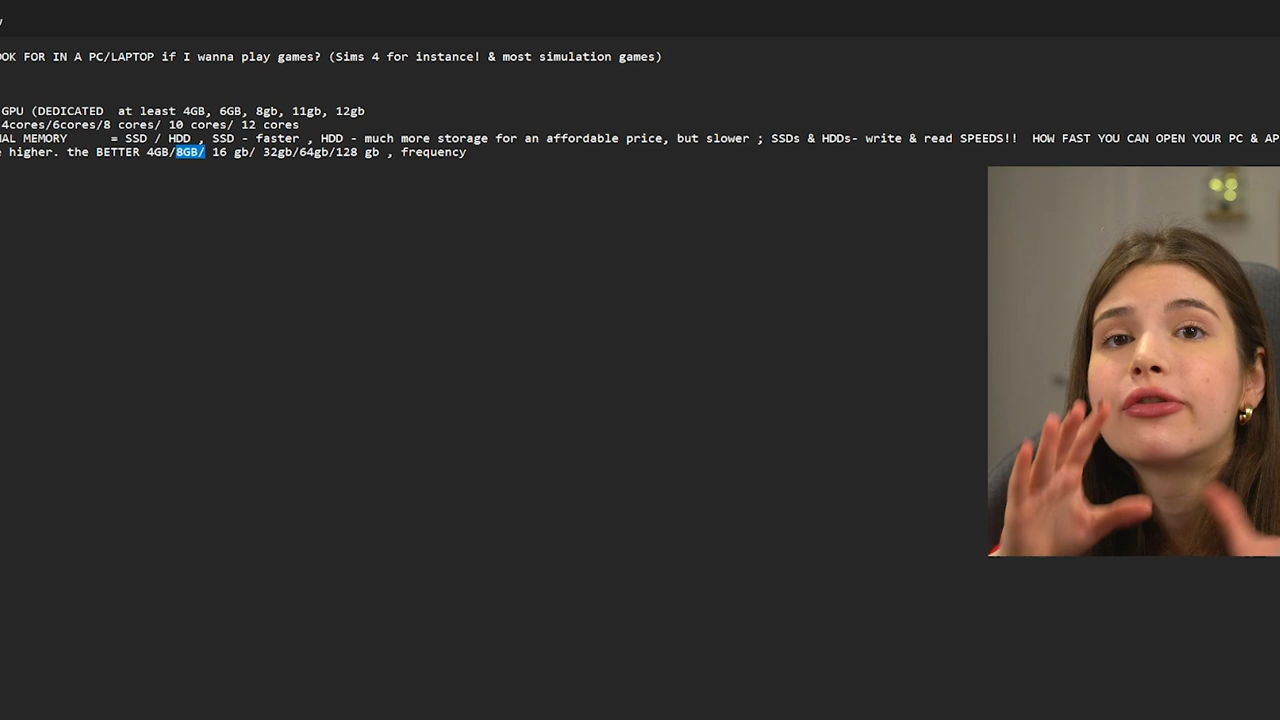 OOK FOR IN A PC/LAPTOP if I wanna play games? (Sims 4 for instance! & most simulation games)
GPU (DEDICATED  at least 4GB, 6GB, 8gb, 11gb, 12gb
4cores/6cores/8 cores/ 10 cores/ 12 cores
NAL MEMORY      = SSD / HDD , SSD - faster , HDD - much more storage for an affordable price, but slower ; SSDs & HDDs- write & read SPEEDS!!  HOW FAST YOU CAN OPEN YOUR PC & AP
e higher. the BETTER 4GB/8GB/ 16 gb/ 32gb/64gb/128 gb , frequency